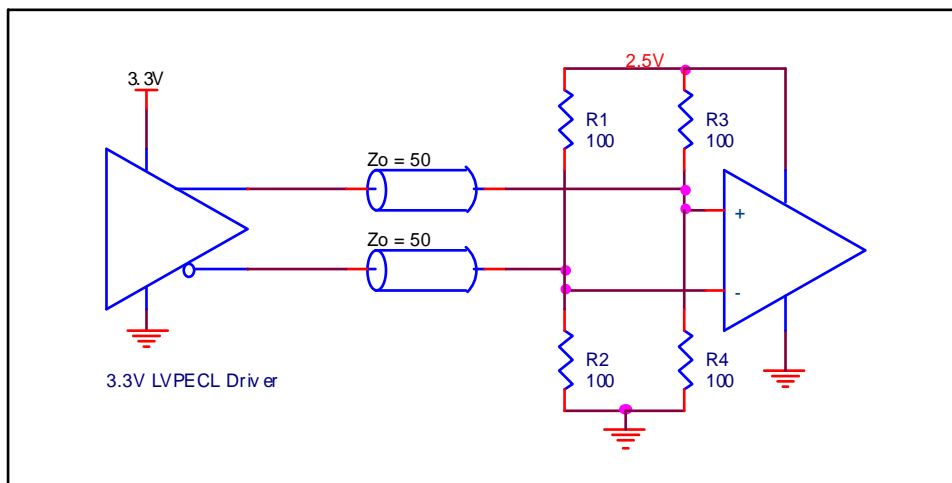 3.3V
2.5V
R1
100
R3
100
Zo = 50
+
Zo = 50
-
R2
100
R4
100
3.3V LVPECL Driver